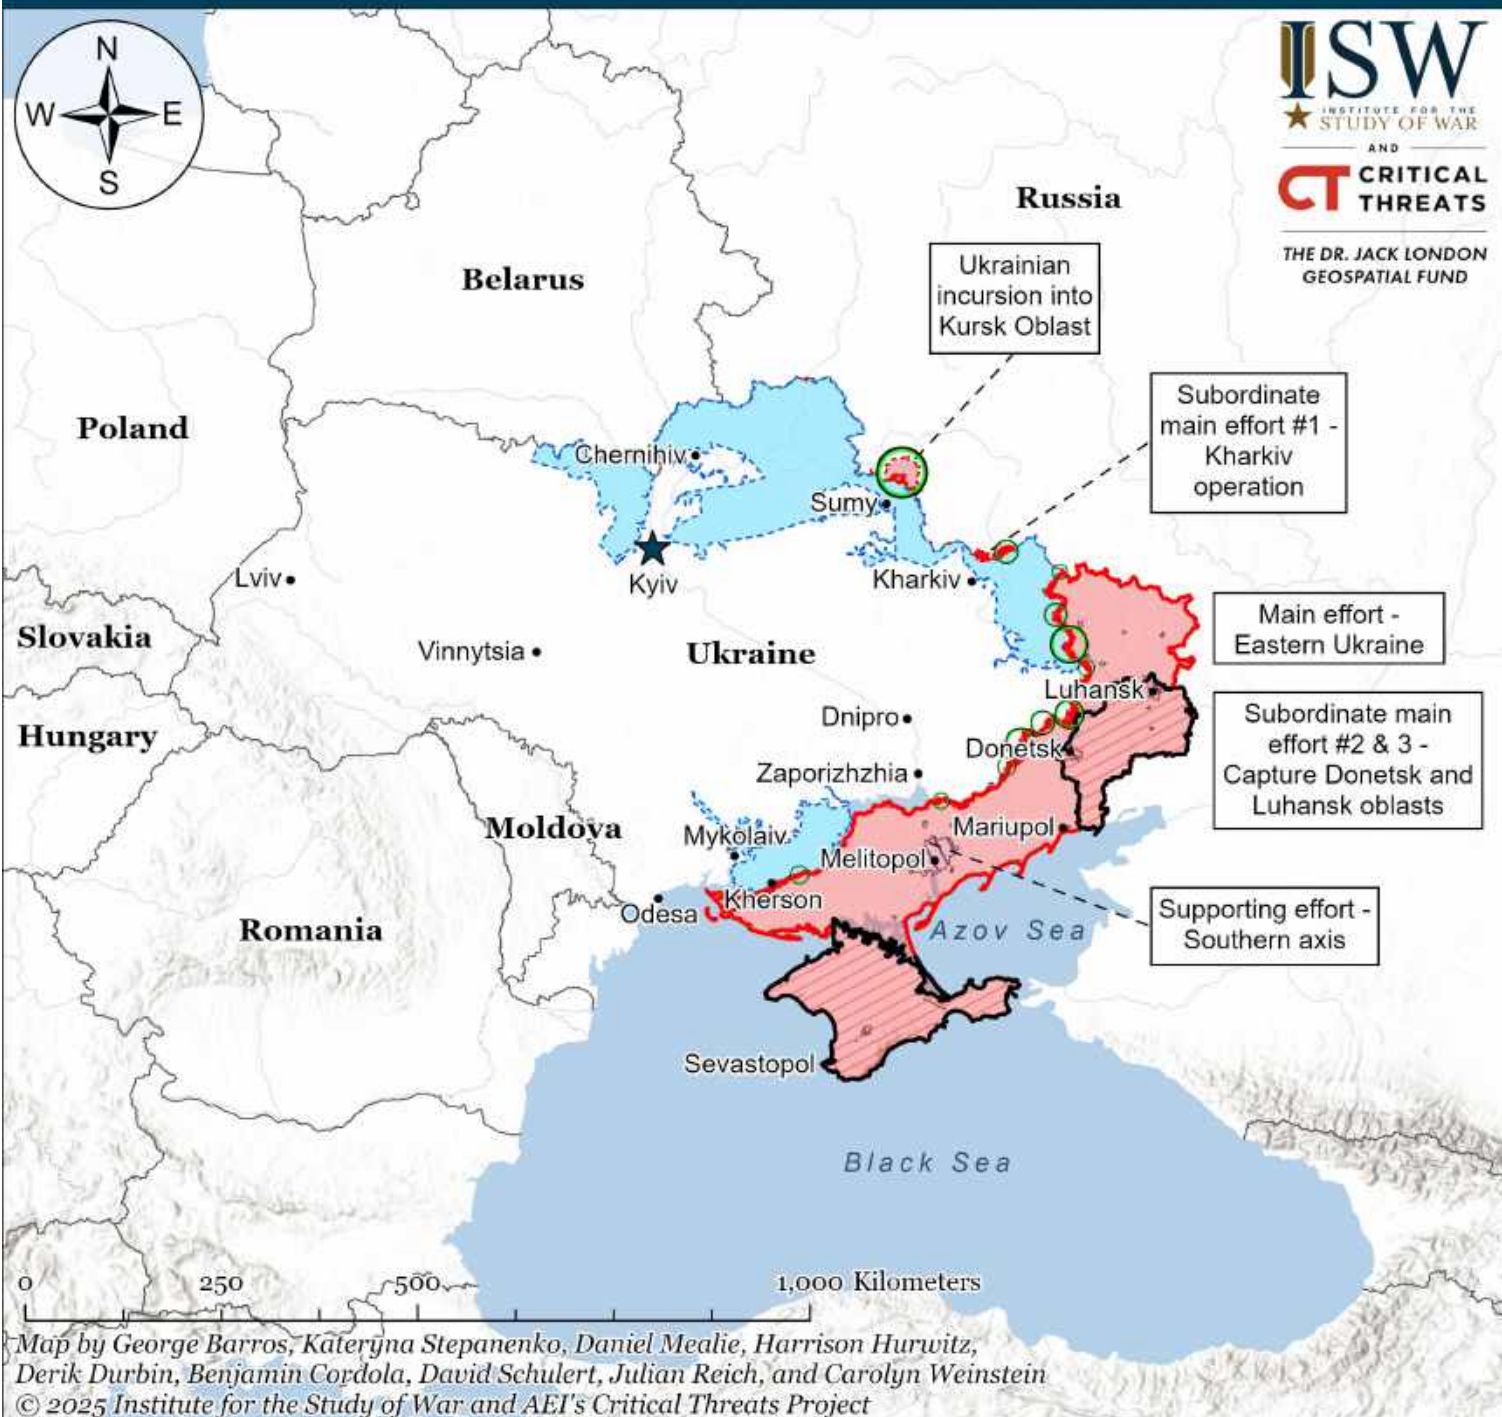 N
W E
S
ISW
INSTITUTE FOR THE
STUDY OF WAR
AND
CT CRITICAL
THREATS
THE DR. JACK LONDON
GEOSPATIAL FUND
Russia
Belarus
Ukrainian
incursion into
Kursk Oblast
Subordinate
main effort #1 -
Kharkiv
operation
Poland
Chernihiv
Sumy
Lviv
Kyiv
Kharkiv
Slovakia
Main effort -
Eastern Ukraine
Vinnytsia
Ukraine
Luhansk
Subordinate main
effort #2 & 3 -
Capture Donetsk and
Luhansk oblasts
Hungary
Dnipro
Donetsk
Zaporizhzhia
Moldova
Mykolaiv
Mariupol
Melitopol
Kherson
Odesa
Supporting effort -
Southern axis
Romania
Azov Sea
Sevastopol
Black Sea
0 250 500 1,000 Kilometers
Map by George Barros, Kateryna Stepanenko, Daniel Mealie, Harrison Hurwitz,
Derik Durbin, Benjamin Cordola, David Schulert, Julian Reich, and Carolyn Weinstein
© 2025 Institute for the Study of War and AEI's Critical Threats Project